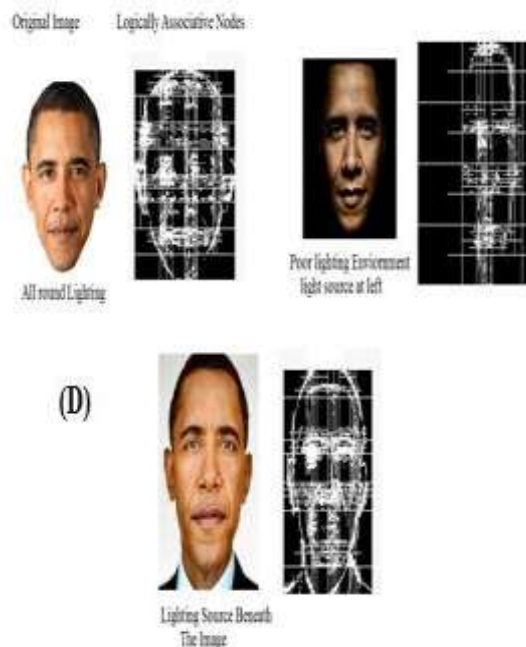 Original Image
Logically Associative Nodes
All round Lighting
Poor lighting Enviornment
light source at left
(D)
Lighting Source Beneath
The Image